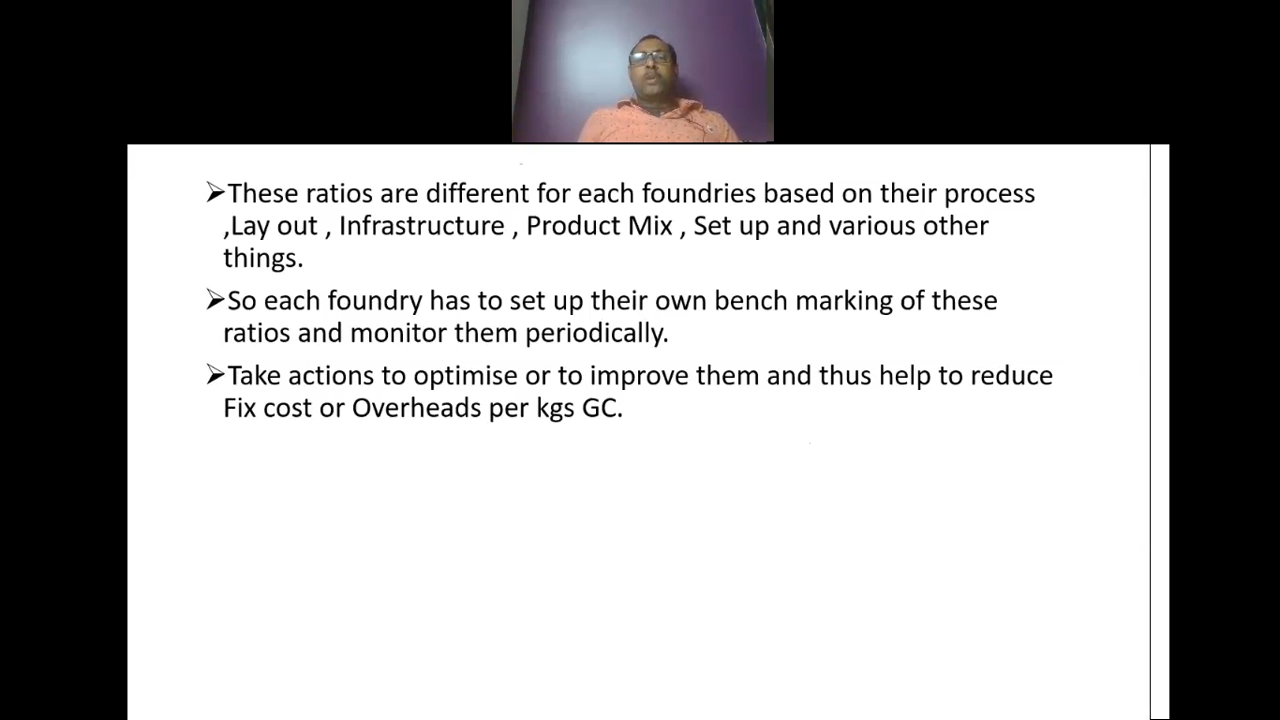 ➢These ratios are different for each foundries based on their process
,Lay out , Infrastructure , Product Mix , Set up and various other
things.
➢So each foundry has to set up their own bench marking of these
ratios and monitor them periodically.
➢Take actions to optimise or to improve them and thus help to reduce
Fix cost or Overheads per kgs GC.